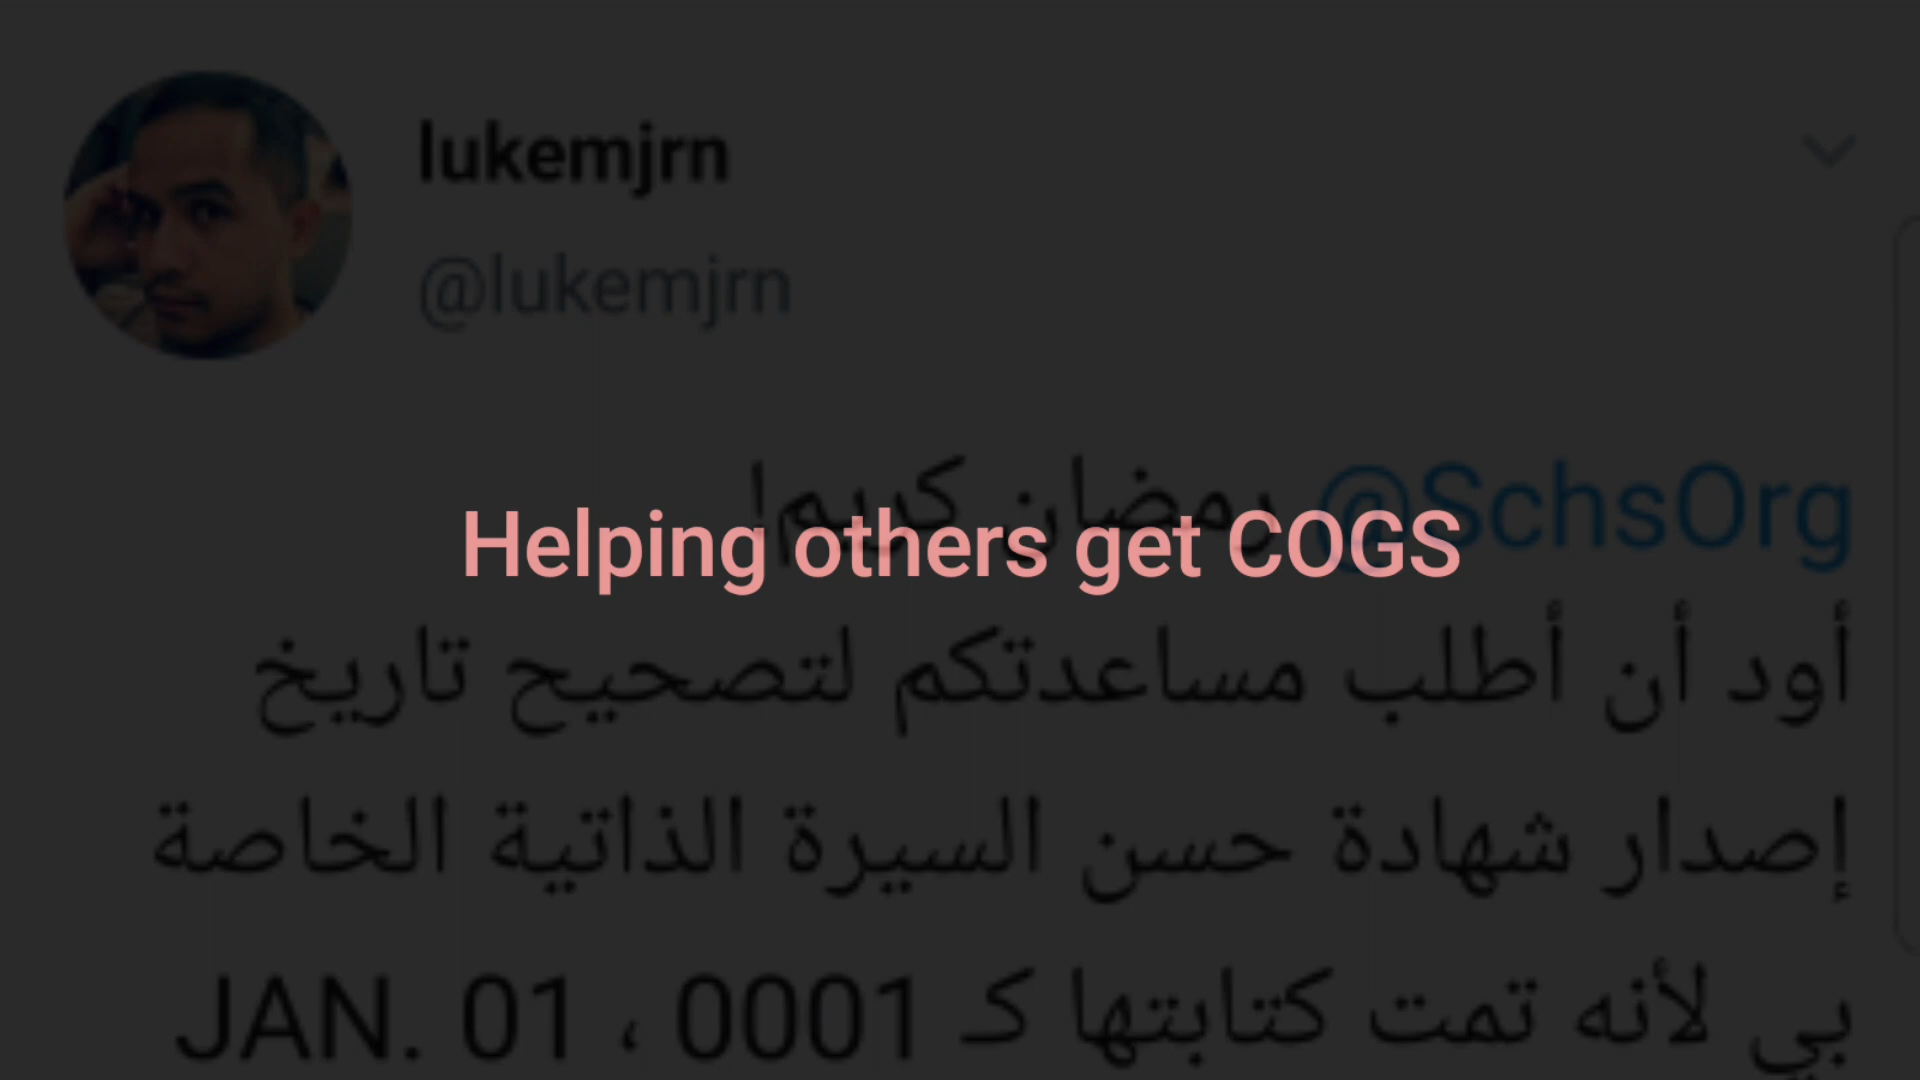 lukemjrn
@lukemjrn
@SchsOrg رمضان كريم!
Helping others get COGS
أود أن أطلب مساعدتكم لتصحيح تاريخ
إصدار شهادة حسن السيرة الذاتية الخاصة
بي لأنه تمت كتابتها كـ JAN. 01 ، 0001